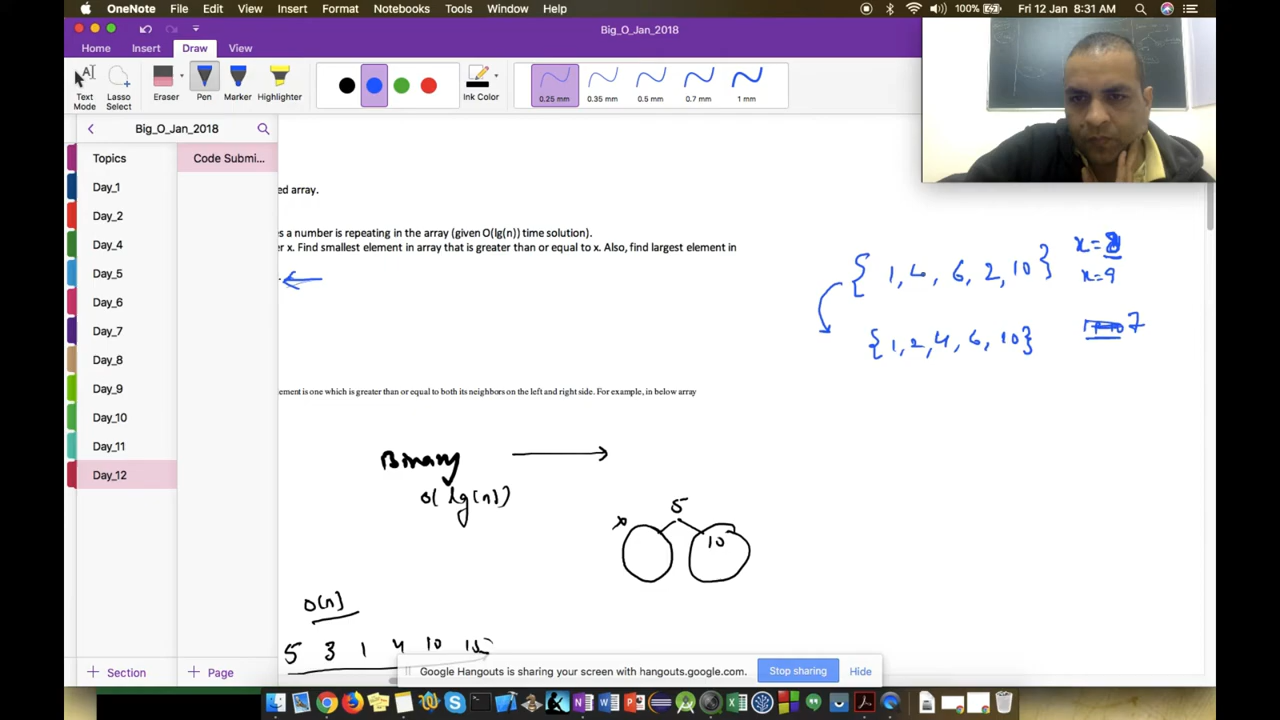 OneNote File Edit View Insert Format Notebooks Tools Window Help 100% Fri 12 Jan 8:31 AM
Big_O_Jan_2018
Home Insert Draw View
Text Mode
Lasso Select
Eraser
Pen
Marker
Highlighter
Ink Color
0.25 mm 0.35 mm 0.5 mm 0.7 mm 1 mm
Big_O_Jan_2018
Topics
Day_1
Day_2
Day_4
Day_5
Day_6
Day_7
Day_8
Day_9
Day_10
Day_11
Day_12
Code Submi...
ed array.
es a number is repeating in the array (given O(lg(n)) time solution).
er x. Find smallest element in array that is greater than or equal to x. Also, find largest element in
ement is one which is greater than or equal to both its neighbors on the left and right side. For example, in below array
{ 1, 4, 6, 2, 10 } x=
x=9
{ 1, 2, 4, 6, 10 } 7
Binary
O(lg(n))
5
10
O(n)
5 3 1 4 10
+ Section + Page
Google Hangouts is sharing your screen with hangouts.google.com. Stop sharing Hide